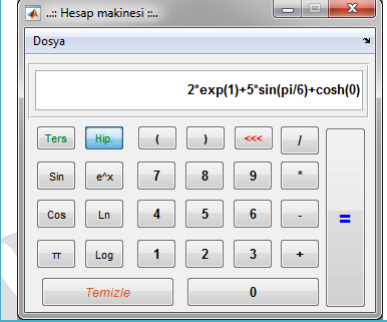 ..:: Hesap makinesi ::..
Dosya
2*exp(1)+5*sin(pi/6)+cosh(0)
Ters Hip. ( ) <<< /
Sin e^x 7 8 9 *
Cos Ln 4 5 6 -
π Log 1 2 3 +
=
Temizle 0